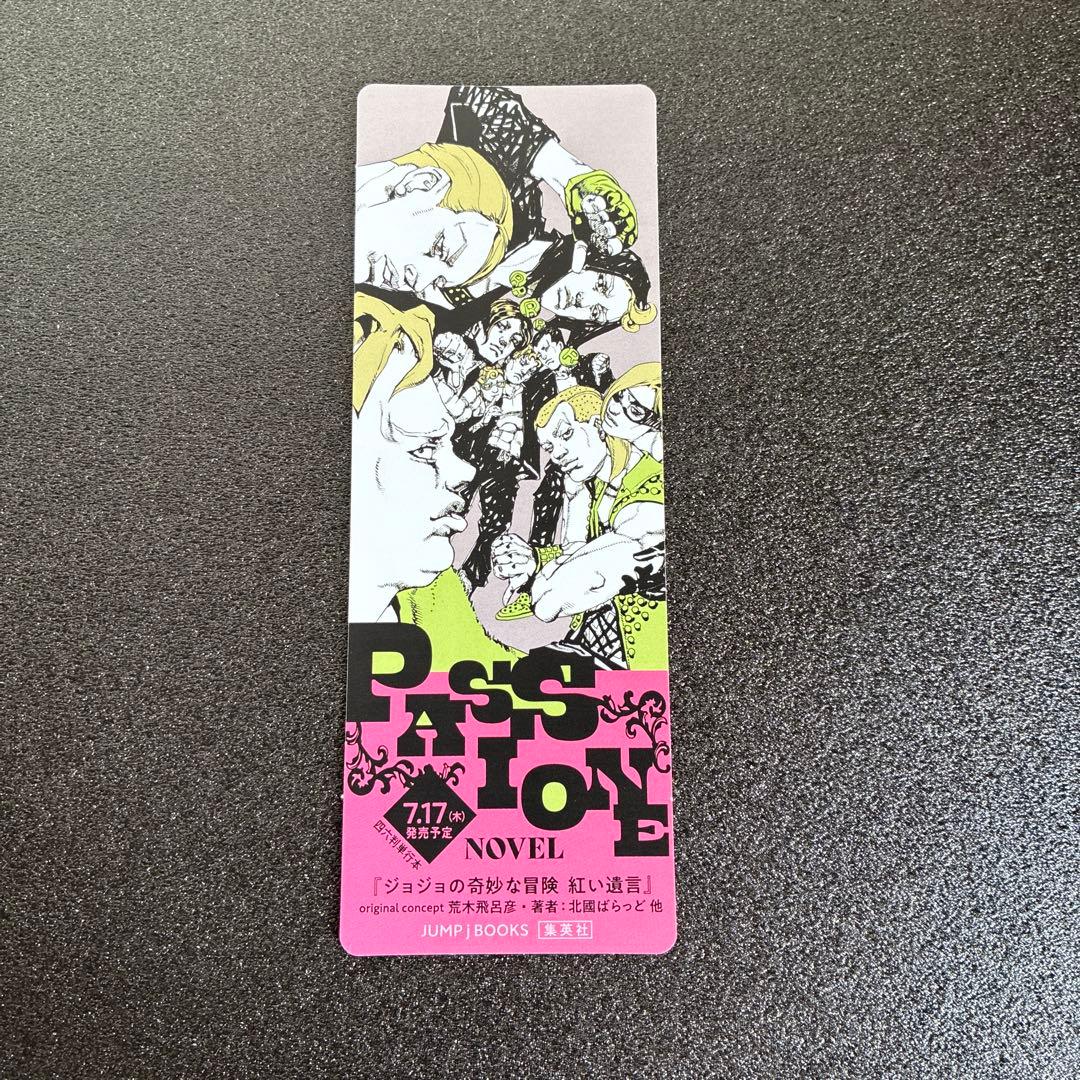 PASSIONE
7.17(木)
発売予定
四六判単行本
NOVEL
『ジョジョの奇妙な冒険 紅い遺言』
original concept 荒木飛呂彦・著者：北國ばらっど 他
JUMP j BOOKS 集英社